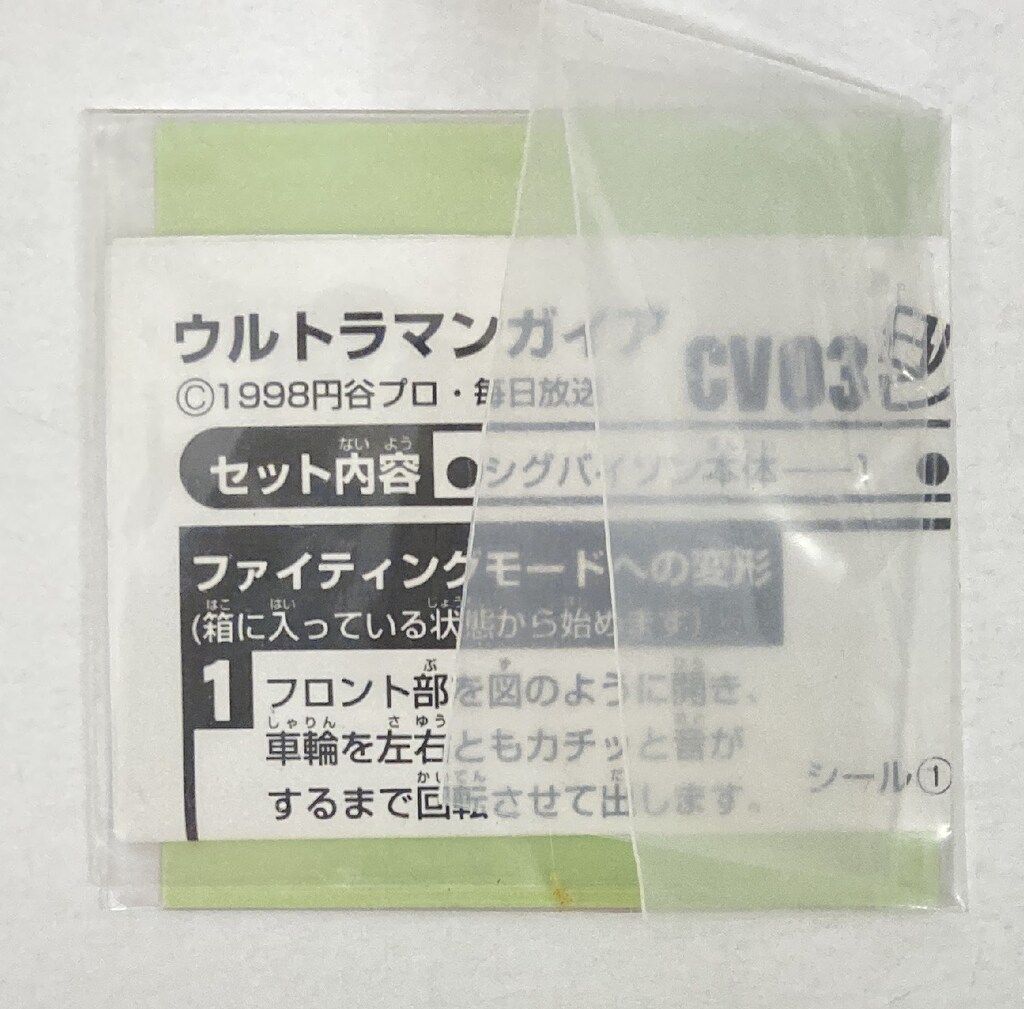 ウルトラマンガイア CV03
©1998円谷プロ・毎日放送
セット内容 ●シグバイソン本体――1 ●
ファイティングモードへの変形
(箱に入っている状態から始めます)
1 フロント部を図のように開き、
車輪を左右ともカチッと音が
するまで回転させて出します。
シール①